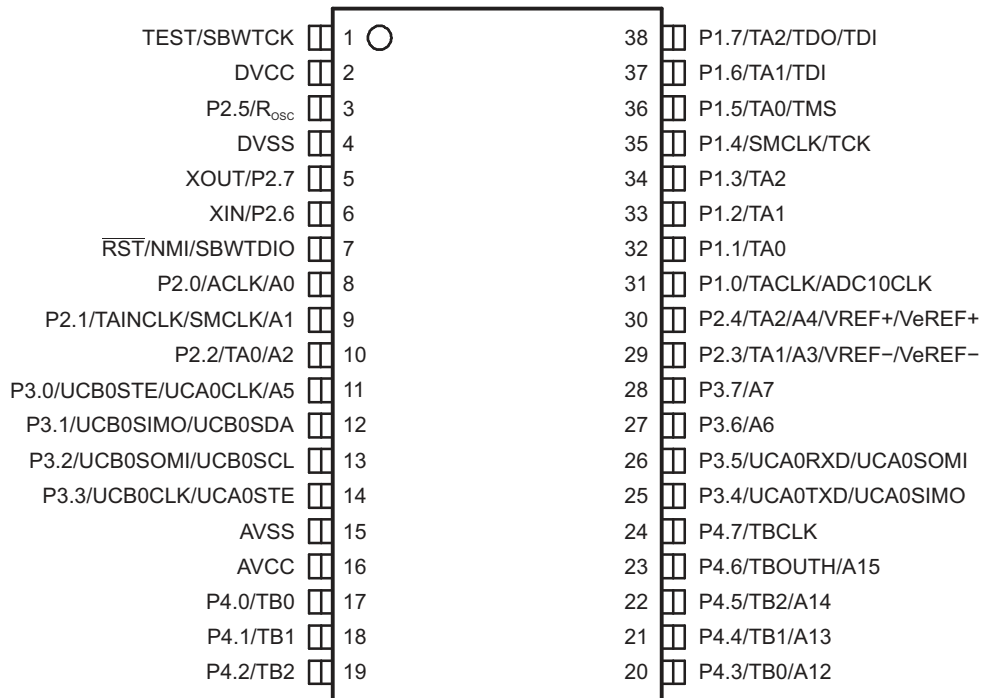 TEST/SBWTCK 1 38 P1.7/TA2/TDO/TDI
DVCC 2 37 P1.6/TA1/TDI
P2.5/ROSC 3 36 P1.5/TA0/TMS
DVSS 4 35 P1.4/SMCLK/TCK
XOUT/P2.7 5 34 P1.3/TA2
XIN/P2.6 6 33 P1.2/TA1
RST/NMI/SBWTDIO 7 32 P1.1/TA0
P2.0/ACLK/A0 8 31 P1.0/TACLK/ADC10CLK
P2.1/TAINCLK/SMCLK/A1 9 30 P2.4/TA2/A4/VREF+/VeREF+
P2.2/TA0/A2 10 29 P2.3/TA1/A3/VREF−/VeREF−
P3.0/UCB0STE/UCA0CLK/A5 11 28 P3.7/A7
P3.1/UCB0SIMO/UCB0SDA 12 27 P3.6/A6
P3.2/UCB0SOMI/UCB0SCL 13 26 P3.5/UCA0RXD/UCA0SOMI
P3.3/UCB0CLK/UCA0STE 14 25 P3.4/UCA0TXD/UCA0SIMO
AVSS 15 24 P4.7/TBCLK
AVCC 16 23 P4.6/TBOUTH/A15
P4.0/TB0 17 22 P4.5/TB2/A14
P4.1/TB1 18 21 P4.4/TB1/A13
P4.2/TB2 19 20 P4.3/TB0/A12